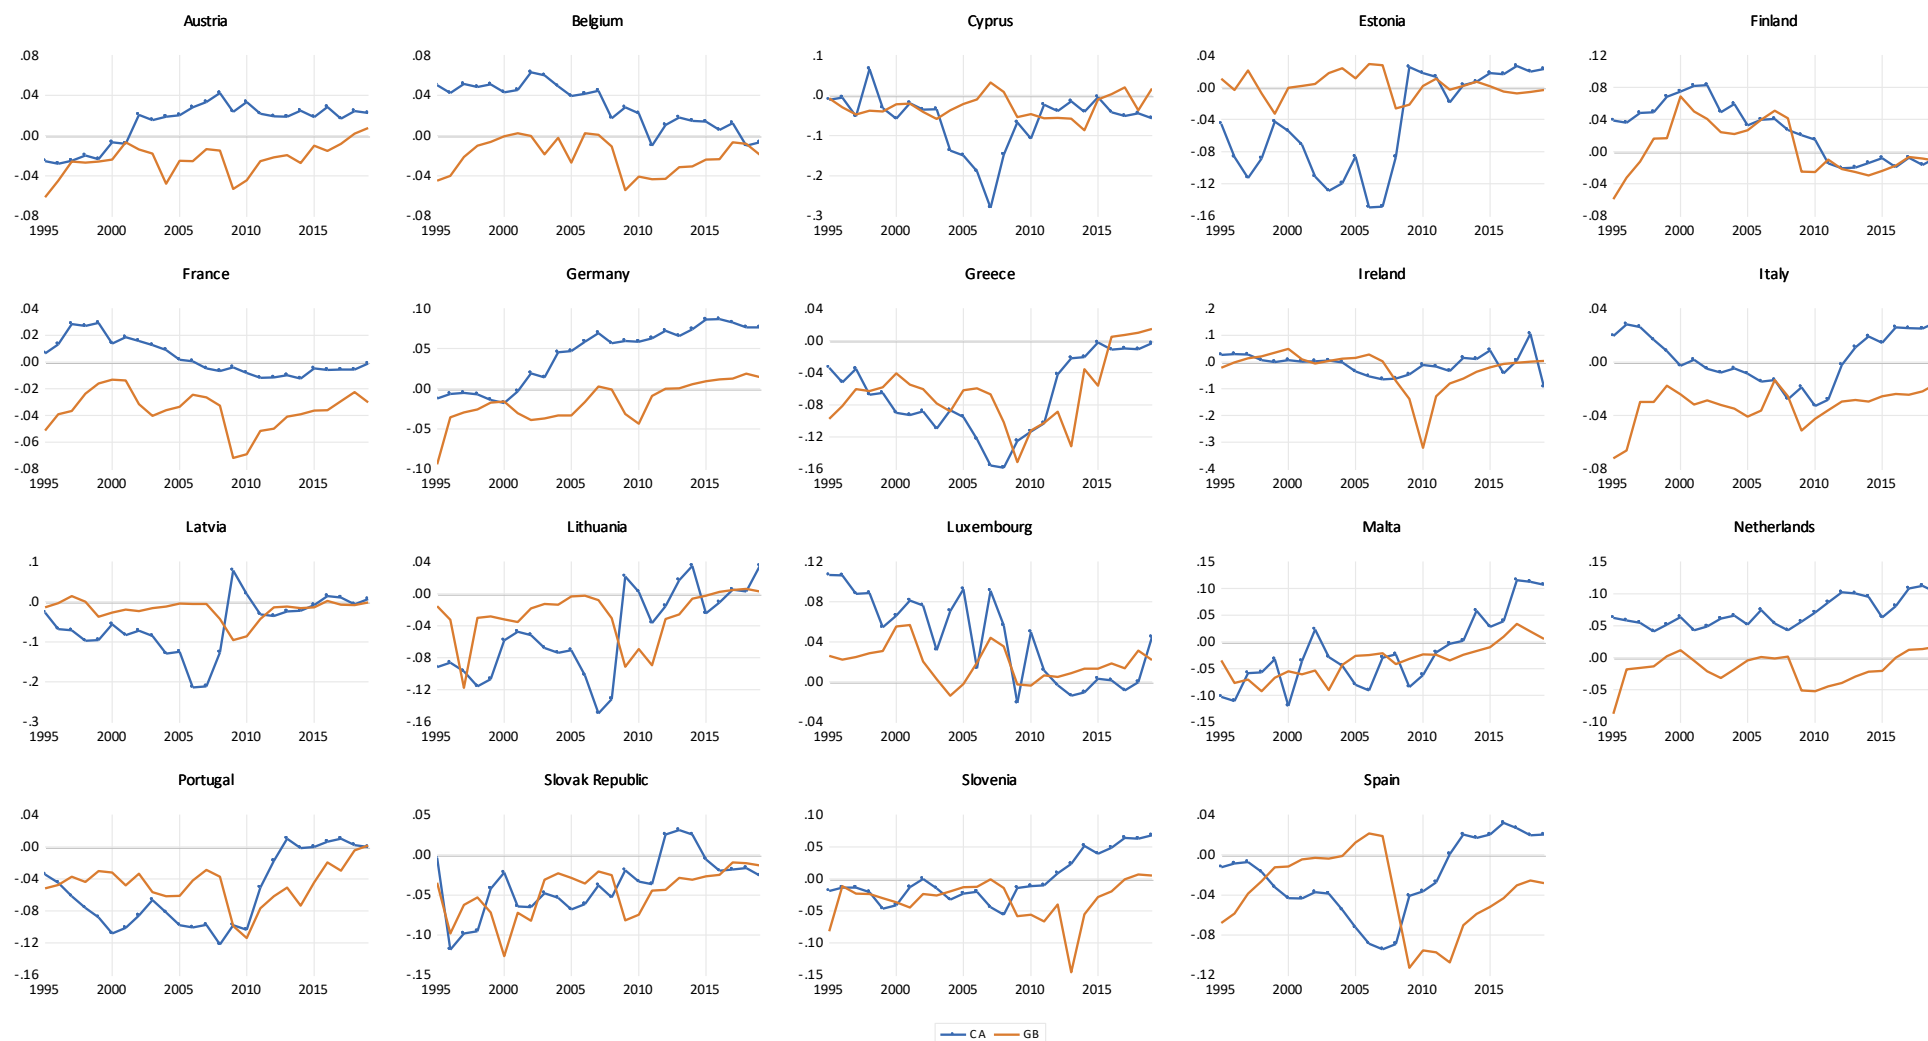 Austria
.08
.04
.00
-.04
-.08
1995 2000 2005 2010 2015
Belgium
.08
.04
.00
-.04
-.08
1995 2000 2005 2010 2015
Cyprus
.1
.0
-.1
-.2
-.3
1995 2000 2005 2010 2015
Estonia
.04
.00
-.04
-.08
-.12
-.16
1995 2000 2005 2010 2015
Finland
.12
.08
.04
.00
-.04
-.08
1995 2000 2005 2010 2015
France
.04
.02
.00
-.02
-.04
-.06
-.08
1995 2000 2005 2010 2015
Germany
.10
.05
.00
-.05
-.10
1995 2000 2005 2010 2015
Greece
.04
.00
-.04
-.08
-.12
-.16
1995 2000 2005 2010 2015
Ireland
.2
.1
.0
-.1
-.2
-.3
-.4
1995 2000 2005 2010 2015
Italy
.04
.00
-.04
-.08
1995 2000 2005 2010 2015
Latvia
.1
.0
-.1
-.2
-.3
1995 2000 2005 2010 2015
Lithuania
.04
.00
-.04
-.08
-.12
-.16
1995 2000 2005 2010 2015
Luxembourg
.12
.08
.04
.00
-.04
1995 2000 2005 2010 2015
Malta
.15
.10
.05
.00
-.05
-.10
-.15
1995 2000 2005 2010 2015
Netherlands
.15
.10
.05
.00
-.05
-.10
1995 2000 2005 2010 2015
Portugal
.04
.00
-.04
-.08
-.12
-.16
1995 2000 2005 2010 2015
Slovak Republic
.05
.00
-.05
-.10
-.15
1995 2000 2005 2010 2015
Slovenia
.10
.05
.00
-.05
-.10
-.15
1995 2000 2005 2010 2015
Spain
.04
.00
-.04
-.08
-.12
1995 2000 2005 2010 2015
CA GB